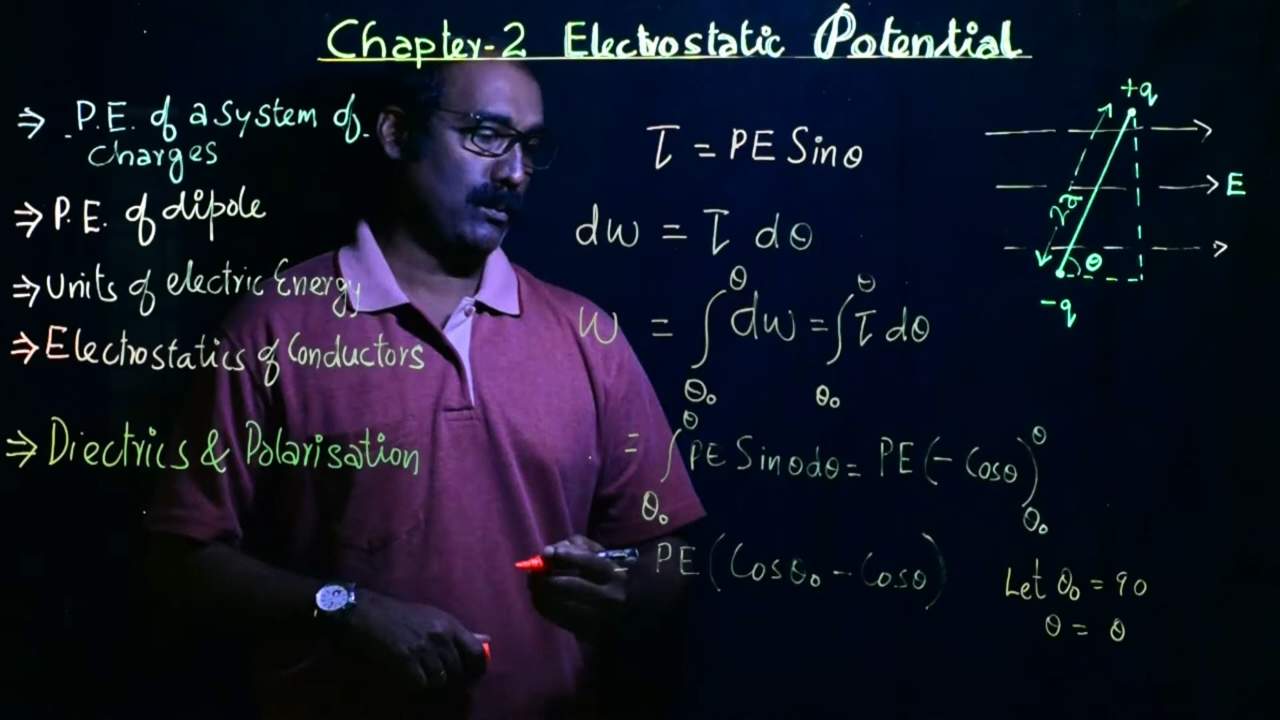 Chapter-2 Electrostatic Potential
⇒ P.E. of a system of
charges
⇒ P.E. of dipole
⇒ Units of electric Energy
⇒ Electrostatics of Conductors
⇒ Diectrics & Polarisation
τ = PE Sinθ
dw = τ dθ
W = ∫θ₀^θ dw = ∫θ₀^θ τ dθ
= ∫θ₀^θ PE Sinθ dθ = PE (- Cosθ)θ₀^θ
= PE (Cosθ₀ - Cosθ)
Let θ₀ = 90
θ = θ
+q
E
2a
θ
-q